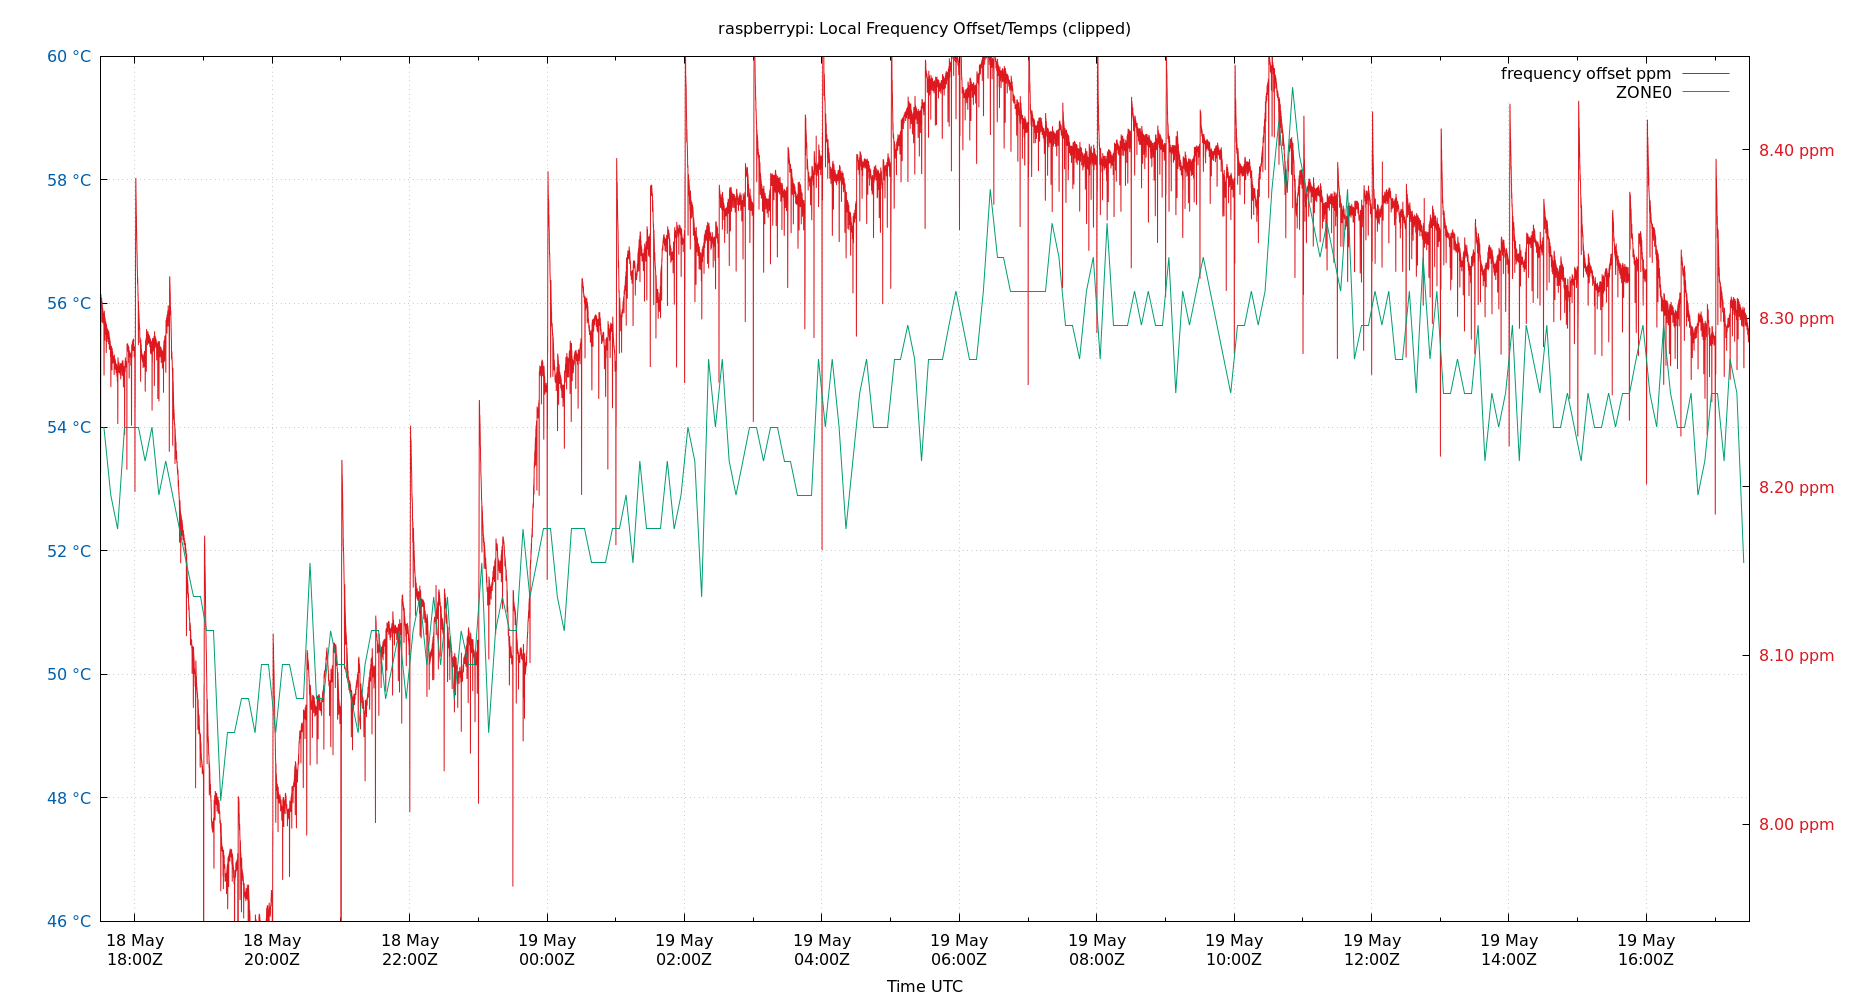 raspberrypi: Local Frequency Offset/Temps (clipped)
60 °C
58 °C
56 °C
54 °C
52 °C
50 °C
48 °C
46 °C
frequency offset ppm
ZONE0
8.40 ppm
8.30 ppm
8.20 ppm
8.10 ppm
8.00 ppm
18 May 18 May 18 May 19 May 19 May 19 May 19 May 19 May 19 May 19 May 19 May 19 May
18:00Z 20:00Z 22:00Z 00:00Z 02:00Z 04:00Z 06:00Z 08:00Z 10:00Z 12:00Z 14:00Z 16:00Z
Time UTC